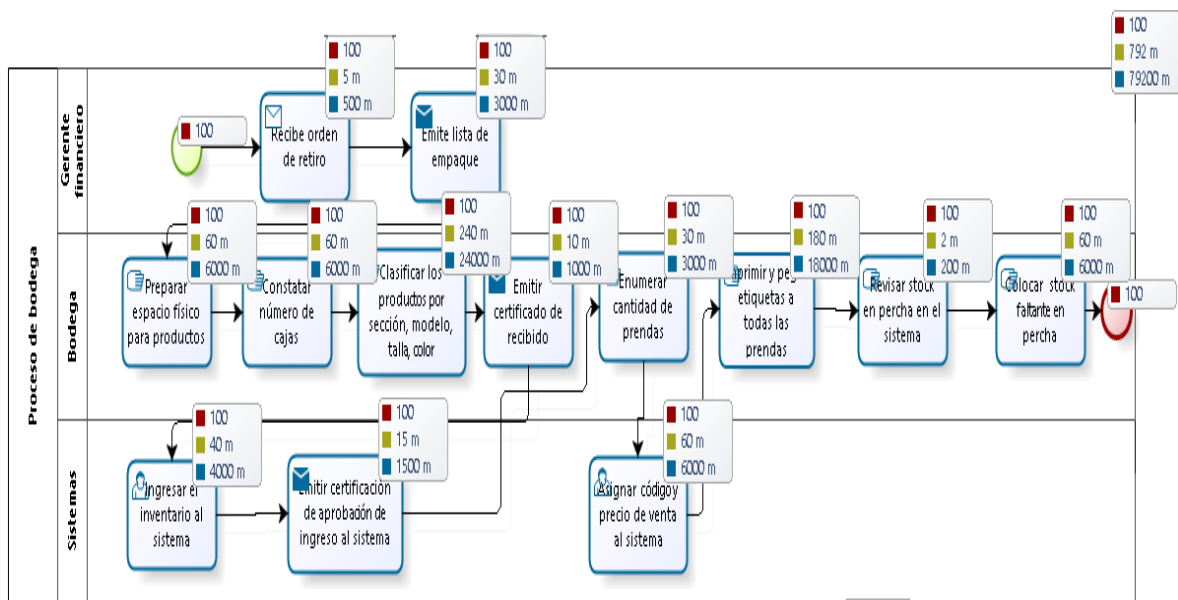 100
792 m
79200 m
Proceso de bodega
Gerente
financiero
100
100
5 m
500 m
Recibe orden
de retiro
100
30 m
3000 m
Emite lista de
empaque
Bodega
100
60 m
6000 m
Preparar
espacio físico
para productos
100
60 m
6000 m
Constatar
número de
cajas
100
240 m
24000 m
Clasificar los
productos por
sección, modelo,
talla, color
100
10 m
1000 m
Emitir
certificado de
recibido
100
30 m
3000 m
Enumerar
cantidad de
prendas
100
180 m
18000 m
etiquetas a
todas las
prendas
100
2 m
200 m
Revisar stock
en percha en el
sistema
100
60 m
6000 m
Colocar stock
faltante en
percha
100
Sistemas
100
40 m
4000 m
Ingresar el
inventario al
sistema
100
15 m
1500 m
Emitir certificación
de aprobación de
ingreso al sistema
100
60 m
6000 m
Asignar código y
precio de venta
al sistema